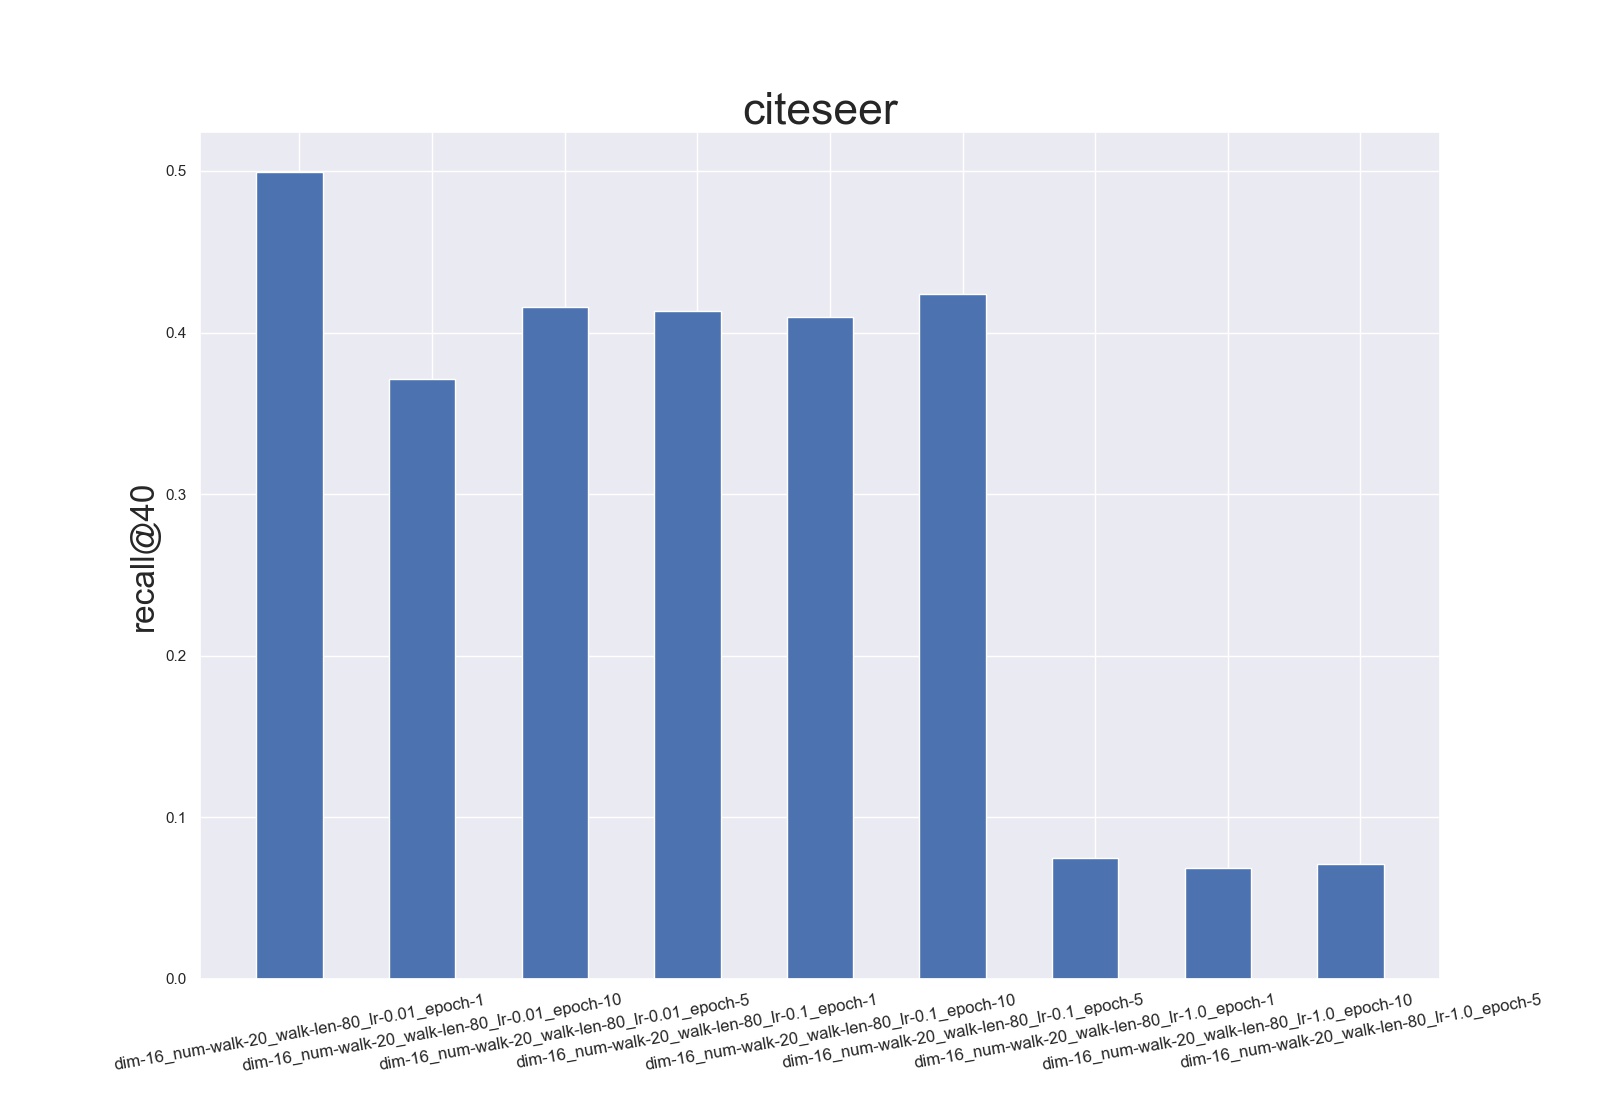 citeseer
recall@40
0.5
0.4
0.3
0.2
0.1
0.0
dim-16_num-walk-20_walk-len-80_lr-0.01_epoch-1
dim-16_num-walk-20_walk-len-80_lr-0.01_epoch-10
dim-16_num-walk-20_walk-len-80_lr-0.01_epoch-5
dim-16_num-walk-20_walk-len-80_lr-0.1_epoch-1
dim-16_num-walk-20_walk-len-80_lr-0.1_epoch-10
dim-16_num-walk-20_walk-len-80_lr-0.1_epoch-5
dim-16_num-walk-20_walk-len-80_lr-1.0_epoch-1
dim-16_num-walk-20_walk-len-80_lr-1.0_epoch-10
dim-16_num-walk-20_walk-len-80_lr-1.0_epoch-5